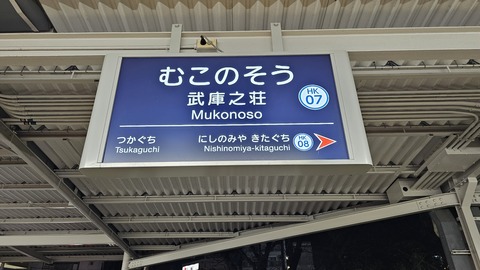 むこのそう
武庫之荘
Mukonoso
HK
07
つかぐち
Tsukaguchi
にしのみや きたぐち
Nishinomiya-kitaguchi
HK
08